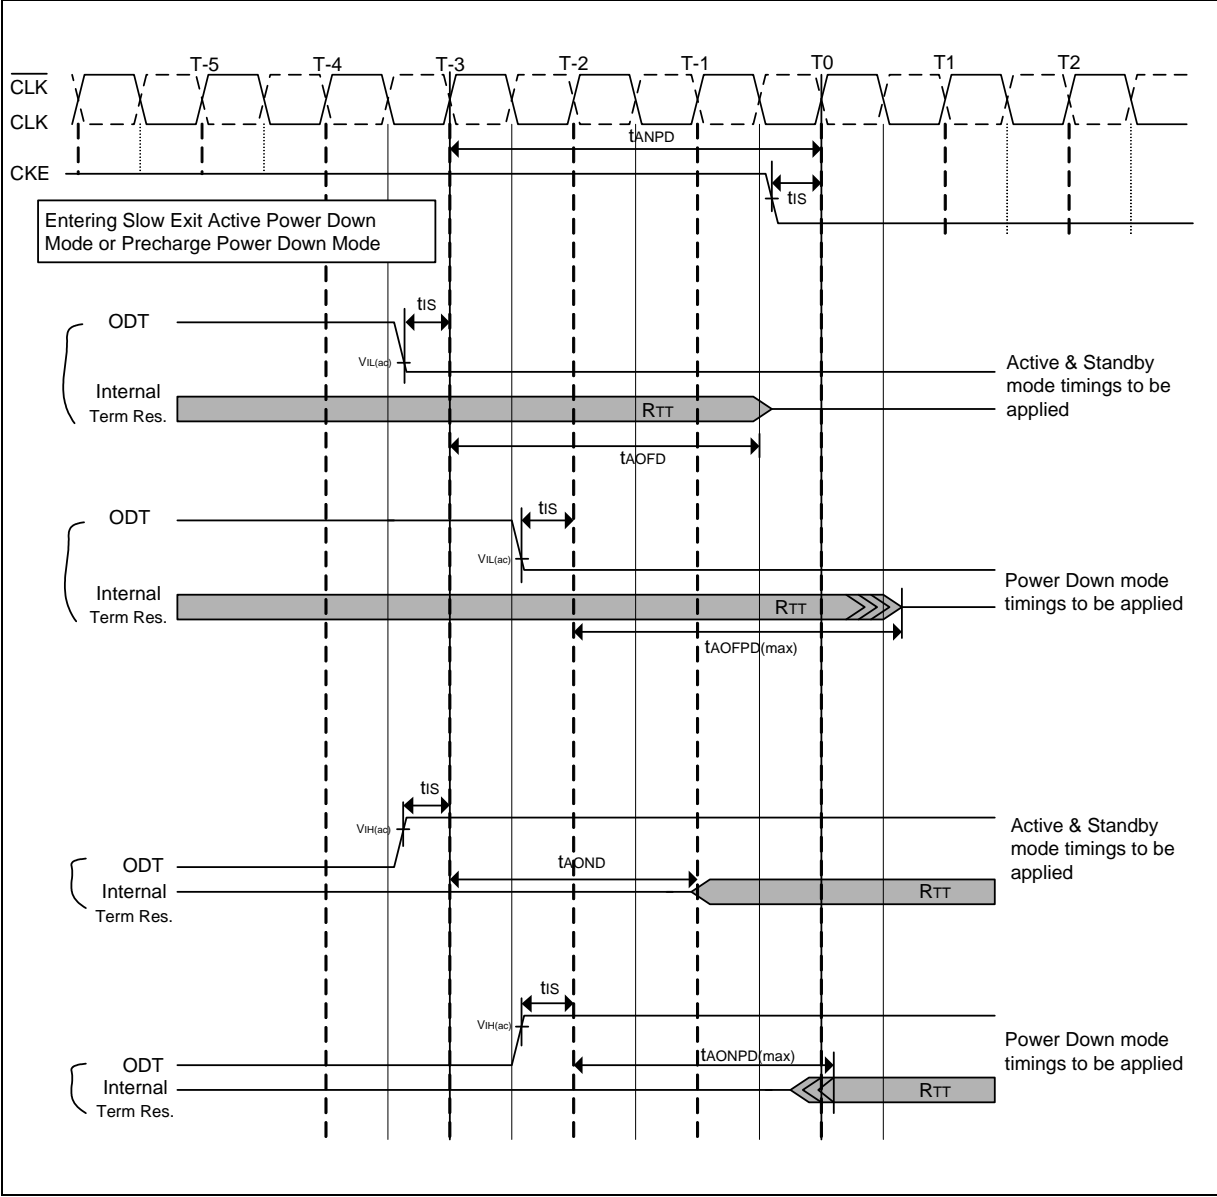 T-5 T-4 T-3 T-2 T-1 T0 T1 T2
CLK
CLK
tANPD
CKE
tIS
Entering Slow Exit Active Power Down
Mode or Precharge Power Down Mode
tIS
ODT
VIL(ac)
Active & Standby
mode timings to be
applied
Internal
Term Res.
RTT
tAOFD
tIS
ODT
VIL(ac)
Power Down mode
timings to be applied
Internal
Term Res.
RTT
tAOFPD(max)
tIS
VIH(ac)
Active & Standby
mode timings to be
applied
ODT
tAOND
Internal
Term Res.
RTT
tIS
VIH(ac)
Power Down mode
timings to be applied
tAONPD(max)
ODT
Internal
Term Res.
RTT